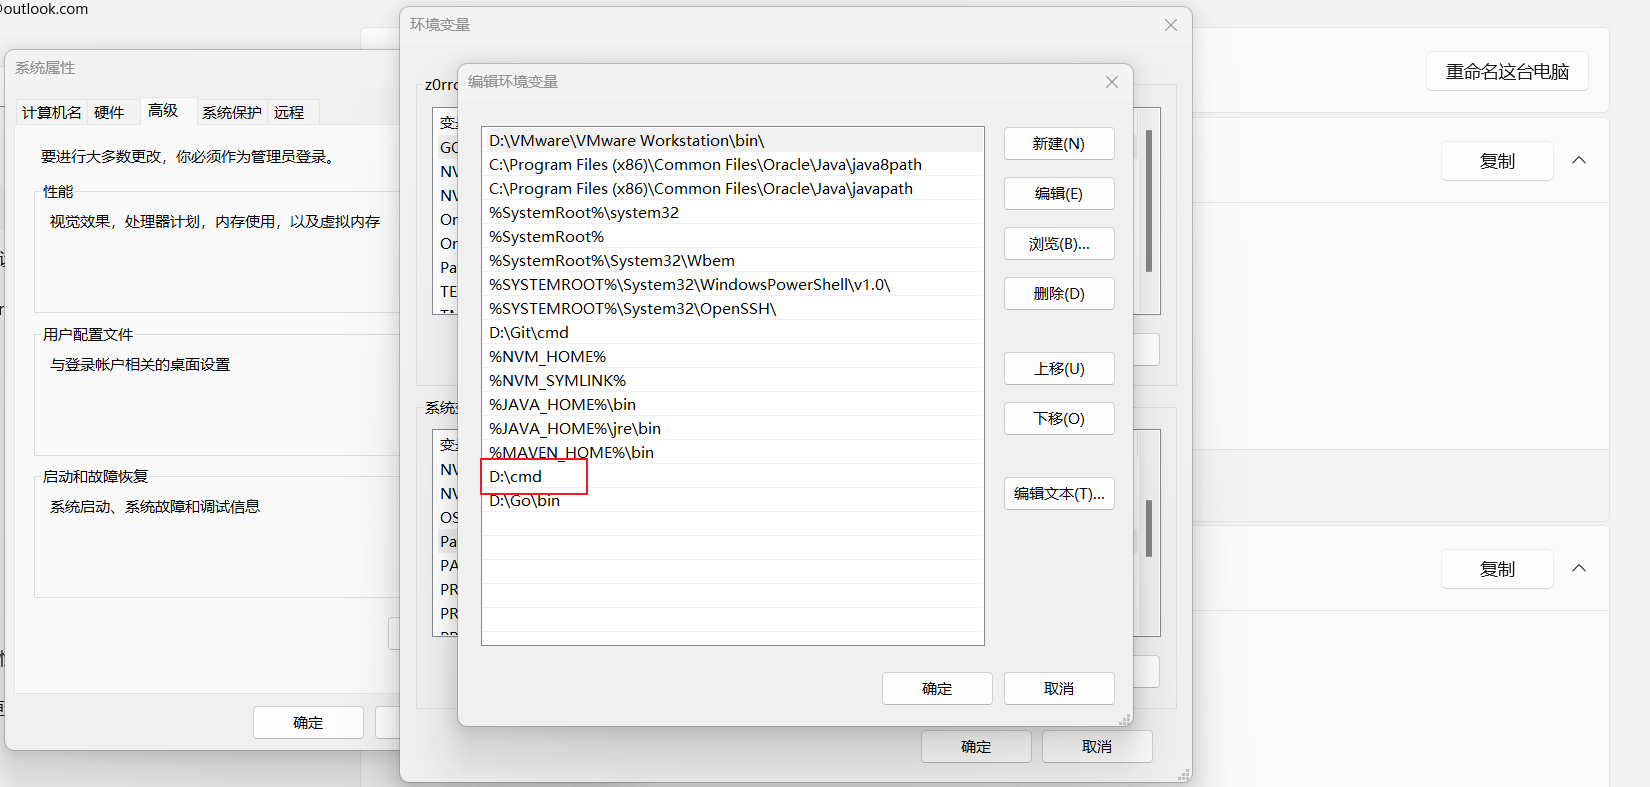 outlook.com
系统属性
计算机名
硬件
高级
系统保护
远程
要进行大多数更改，你必须作为管理员登录。
性能
视觉效果，处理器计划，内存使用，以及虚拟内存
用户配置文件
与登录帐户相关的桌面设置
启动和故障恢复
系统启动、系统故障和调试信息
确定
环境变量
z0rrc
GO
NV
NV
Or
Or
Pa
TE
系统
NV
NV
OS
Pa
PA
PR
PR
确定
取消
编辑环境变量
D:\VMware\VMware Workstation\bin\
C:\Program Files (x86)\Common Files\Oracle\Java\java8path
C:\Program Files (x86)\Common Files\Oracle\Java\javapath
%SystemRoot%\system32
%SystemRoot%
%SystemRoot%\System32\Wbem
%SYSTEMROOT%\System32\WindowsPowerShell\v1.0\
%SYSTEMROOT%\System32\OpenSSH\
D:\Git\cmd
%NVM_HOME%
%NVM_SYMLINK%
%JAVA_HOME%\bin
%JAVA_HOME%\jre\bin
%MAVEN_HOME%\bin
D:\cmd
D:\Go\bin
新建(N)
编辑(E)
浏览(B)...
删除(D)
上移(U)
下移(O)
编辑文本(T)...
确定
取消
重命名这台电脑
复制
复制